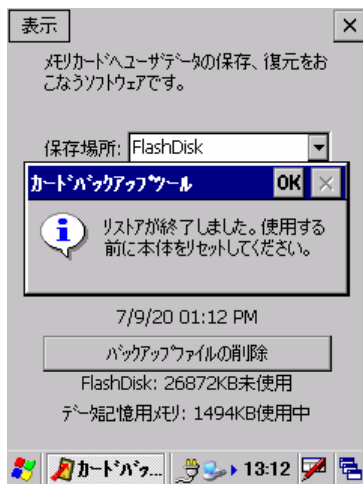 表示
ﾒﾓﾘｶｰﾄﾞへﾕｰｻﾞﾃﾞｰﾀの保存、復元をお
こなうｿﾌﾄｳｪｱです。
保存場所: FlashDisk
ｶｰﾄﾞﾊﾞｯｸｱｯﾌﾟﾂｰﾙ OK
ﾘｽﾄｱが終了しました。使用する
前に本体をﾘｾｯﾄしてください。
7/9/20 01:12 PM
ﾊﾞｯｸｱｯﾌﾟﾌｧｲﾙの削除
FlashDisk: 26872KB未使用
ﾃﾞｰﾀ記憶用ﾒﾓﾘ: 1494KB使用中
ｶｰﾄﾞﾊﾞｯ... 13:12